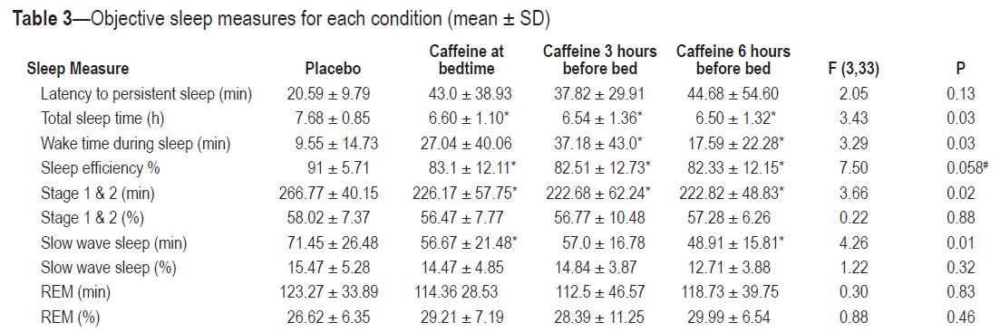 Table 3—Objective sleep measures for each condition (mean ± SD)
Sleep Measure Placebo Caffeine at bedtime Caffeine 3 hours before bed Caffeine 6 hours before bed F (3,33) P
Latency to persistent sleep (min) 20.59 ± 9.79 43.0 ± 38.93 37.82 ± 29.91 44.68 ± 54.60 2.05 0.13
Total sleep time (h) 7.68 ± 0.85 6.60 ± 1.10* 6.54 ± 1.36* 6.50 ± 1.32* 3.43 0.03
Wake time during sleep (min) 9.55 ± 14.73 27.04 ± 40.06 37.18 ± 43.0* 17.59 ± 22.28* 3.29 0.03
Sleep efficiency % 91 ± 5.71 83.1 ± 12.11* 82.51 ± 12.73* 82.33 ± 12.15* 7.50 0.058#
Stage 1 & 2 (min) 266.77 ± 40.15 226.17 ± 57.75* 222.68 ± 62.24* 222.82 ± 48.83* 3.66 0.02
Stage 1 & 2 (%) 58.02 ± 7.37 56.47 ± 7.77 56.77 ± 10.48 57.28 ± 6.26 0.22 0.88
Slow wave sleep (min) 71.45 ± 26.48 56.67 ± 21.48* 57.0 ± 16.78 48.91 ± 15.81* 4.26 0.01
Slow wave sleep (%) 15.47 ± 5.28 14.47 ± 4.85 14.84 ± 3.87 12.71 ± 3.88 1.22 0.32
REM (min) 123.27 ± 33.89 114.36 28.53 112.5 ± 46.57 118.73 ± 39.75 0.30 0.83
REM (%) 26.62 ± 6.35 29.21 ± 7.19 28.39 ± 11.25 29.99 ± 6.54 0.88 0.46